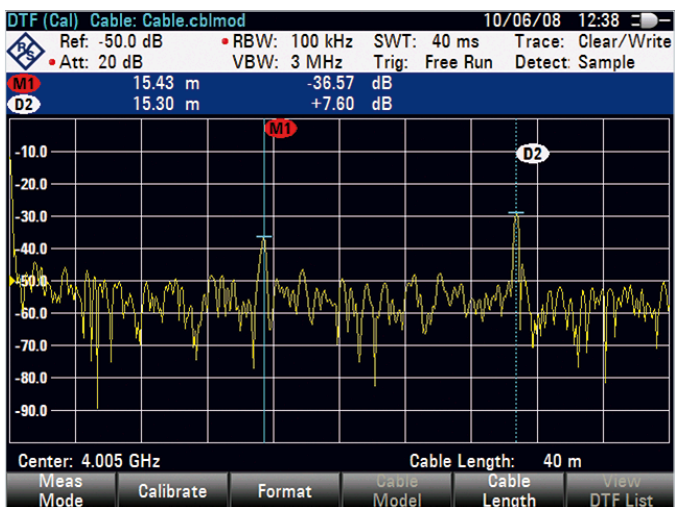 DTF (Cal) Cable: Cable.cblmod 10/06/08 12:38
R&S Ref: -50.0 dB • RBW: 100 kHz SWT: 40 ms Trace: Clear/Write
• Att: 20 dB VBW: 3 MHz Trig: Free Run Detect: Sample
M1 15.43 m -36.57 dB
D2 15.30 m +7.60 dB
M1
-10.0
D2
-20.0
-30.0
-40.0
-50.0
-60.0
-70.0
-80.0
-90.0
Center: 4.005 GHz Cable Length: 40 m
Meas Mode Calibrate Format Cable Model Cable Length View DTF List